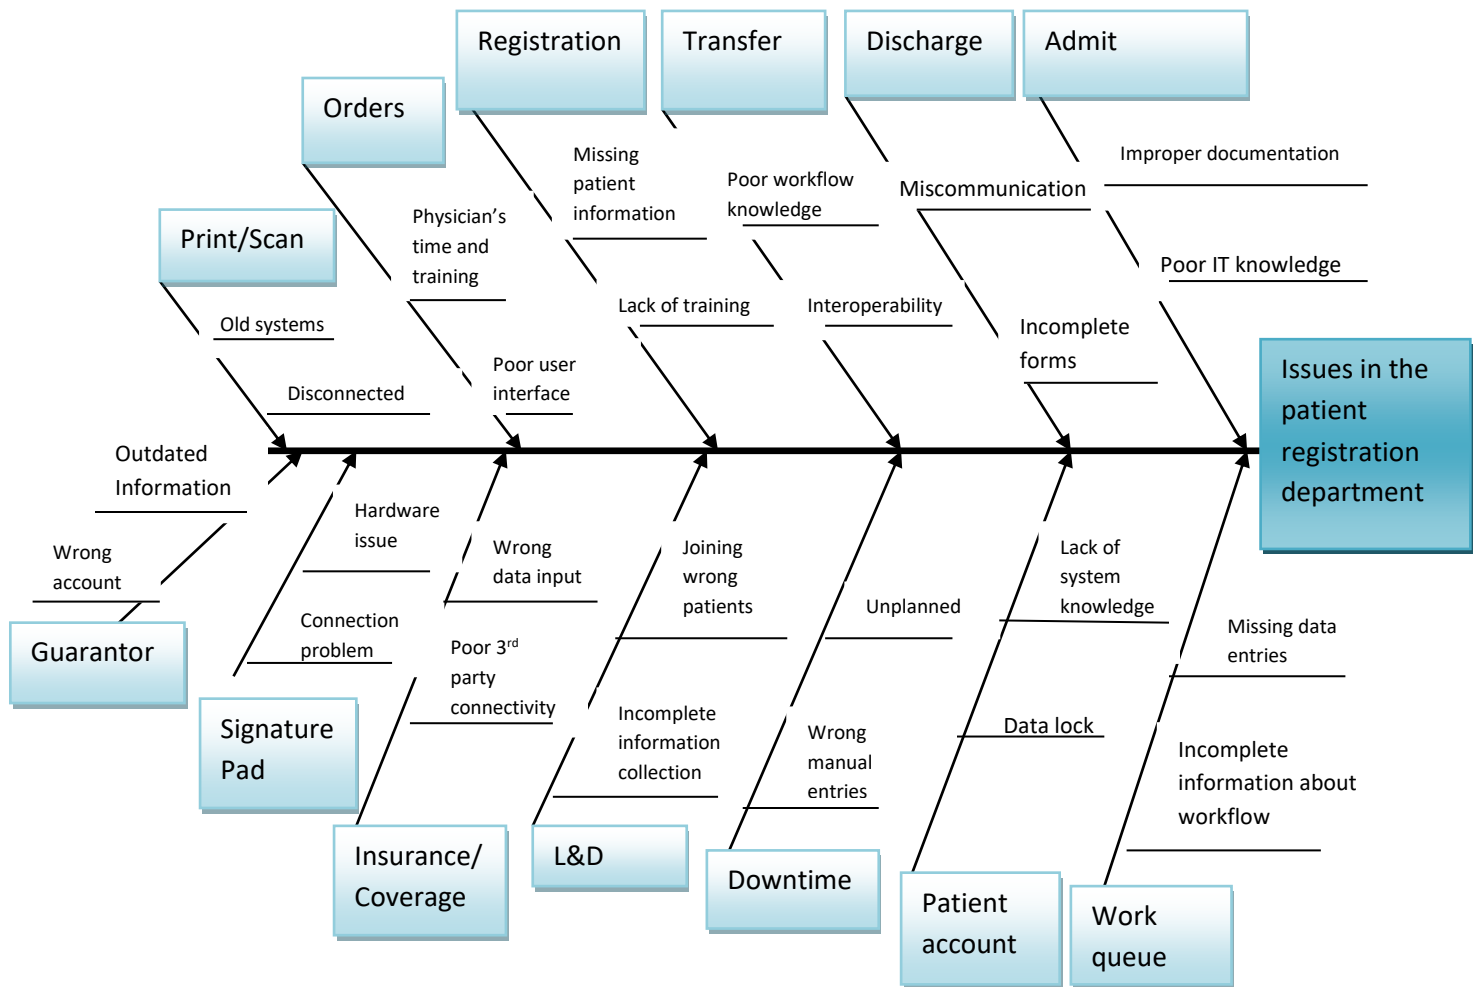 Registration
Transfer
Discharge
Admit
Orders
Print/Scan
Missing
patient
information
Improper documentation
Poor workflow
knowledge
Miscommunication
Physician’s
time and
training
Poor IT knowledge
Old systems
Lack of training
Interoperability
Incomplete
forms
Poor user
interface
Disconnected
Issues in the
patient
registration
department
Outdated
Information
Hardware
issue
Wrong
account
Wrong
data input
Joining
wrong
patients
Lack of
system
knowledge
Unplanned
Connection
problem
Missing data
entries
Guarantor
Poor 3rd
party
connectivity
Signature
Pad
Incomplete
information
collection
Wrong
manual
entries
Data lock
Incomplete
information about
workflow
Insurance/
Coverage
L&D
Downtime
Patient
account
Work
queue